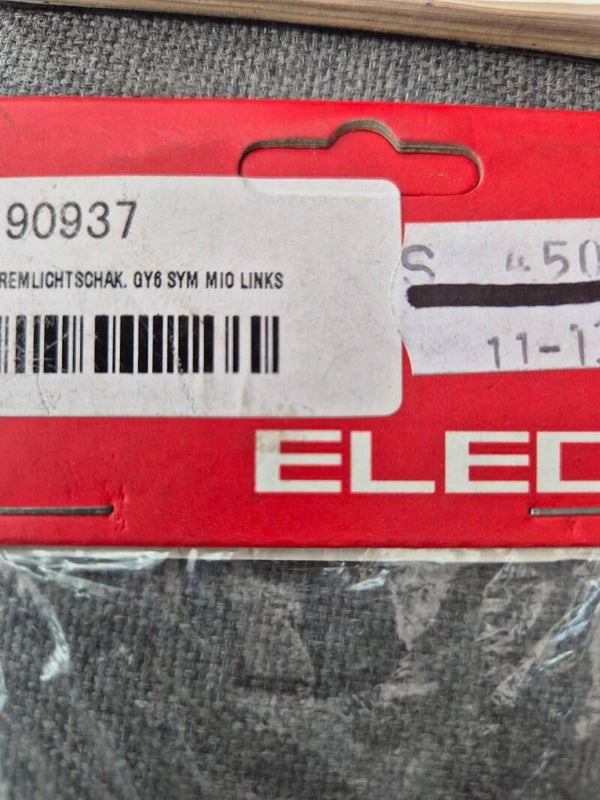 90937
REMLICHTSCHAK. GY6 SYM MIO LINKS
S 450
11-1
ELEC